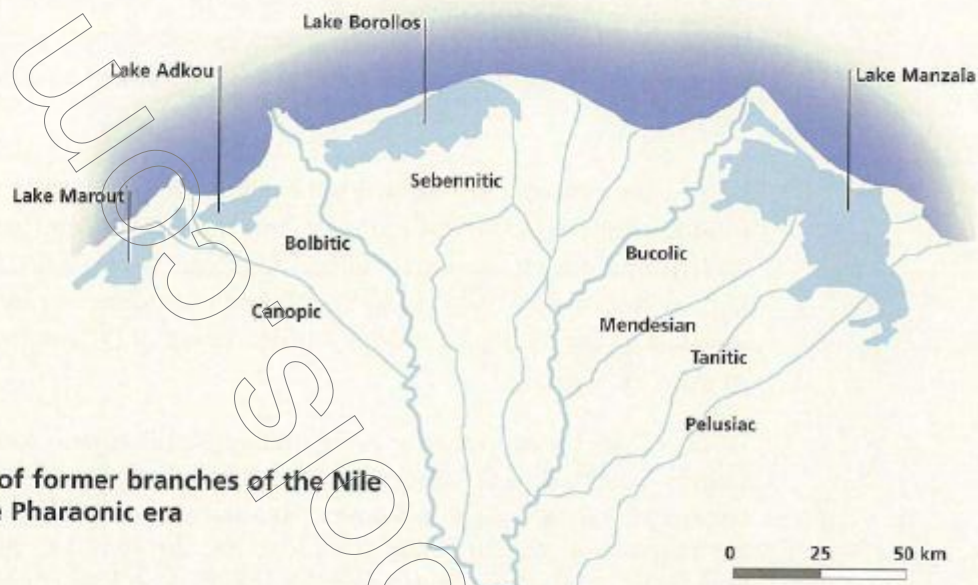 Lake Borollos
Lake Adkou
Lake Manzala
Lake Marout
Sebennitic
Bolbitic
Bucolic
Canopic
Mendesian
Tanitic
Pelusiac
of former branches of the Nile
Pharaonic era
0 25 50 km